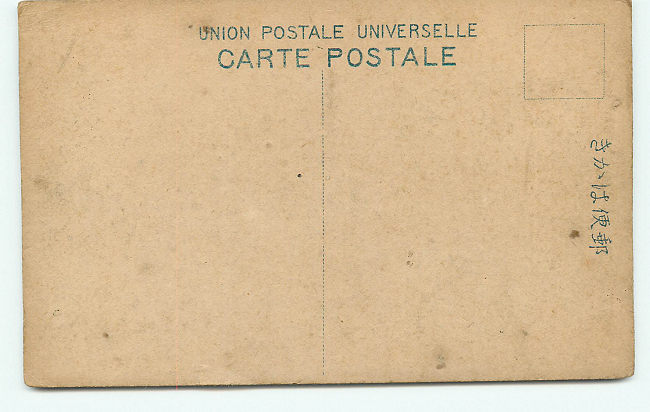 UNION POSTALE UNIVERSELLE
CARTE POSTALE
郵便はかき